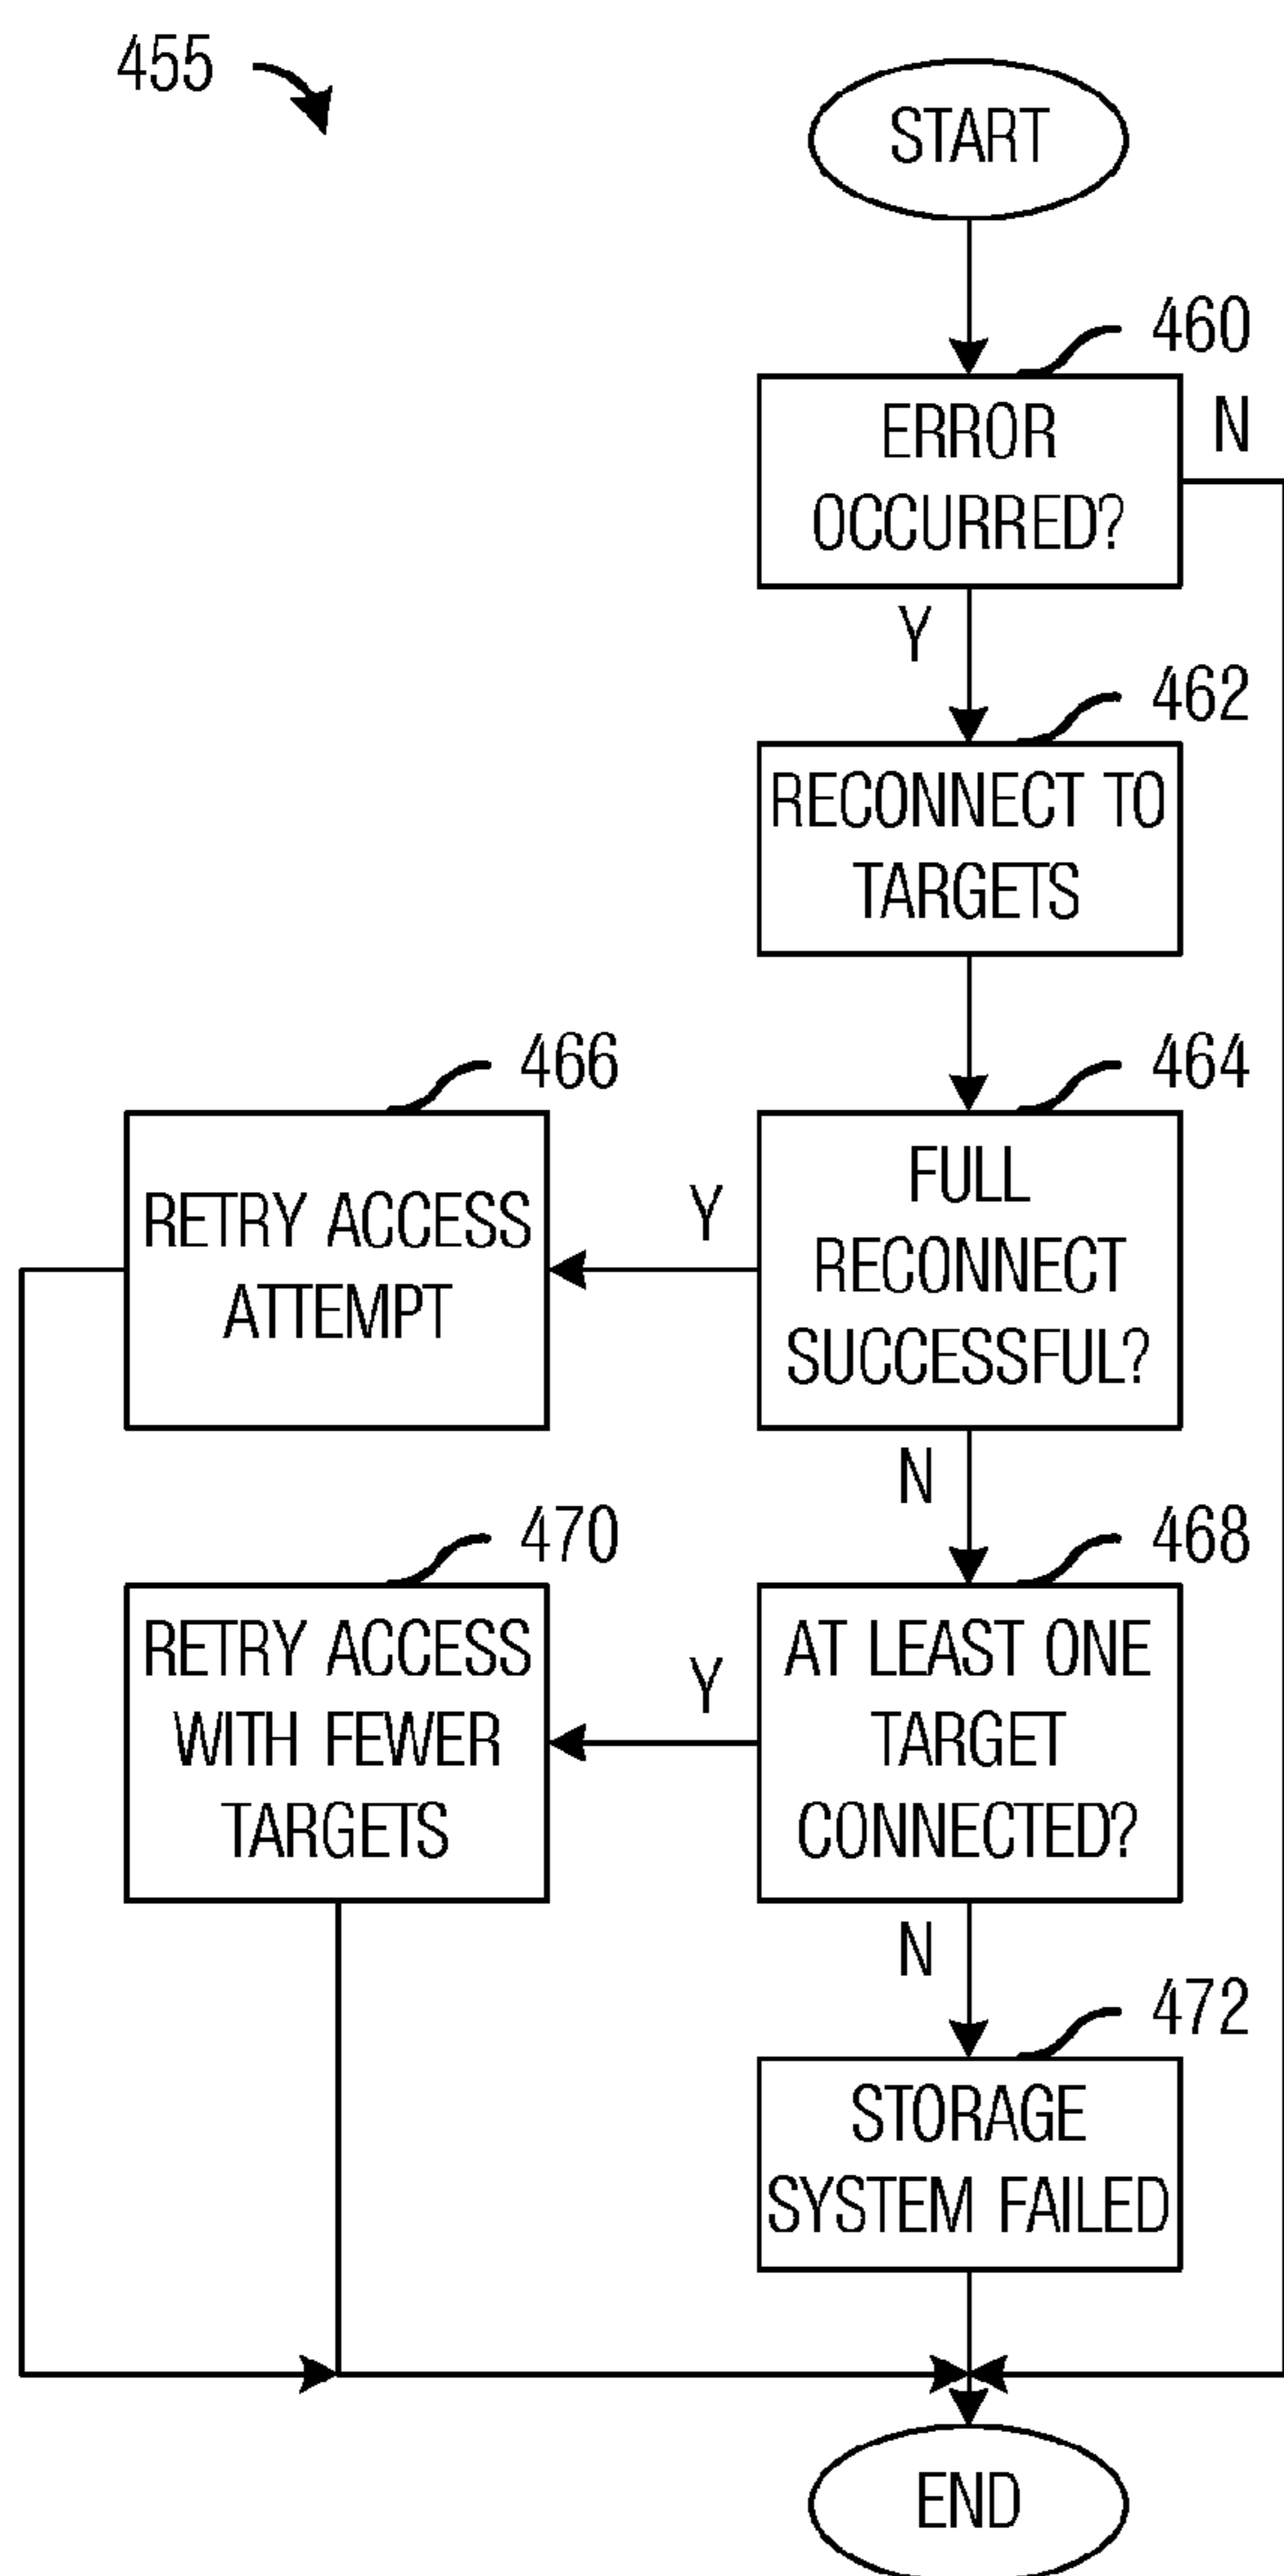 455
START
460
ERROR
OCCURRED?
N
Y
462
RECONNECT TO
TARGETS
466
464
RETRY ACCESS
ATTEMPT
Y
FULL
RECONNECT
SUCCESSFUL?
N
470
468
RETRY ACCESS
WITH FEWER
TARGETS
Y
AT LEAST ONE
TARGET
CONNECTED?
N
472
STORAGE
SYSTEM FAILED
END